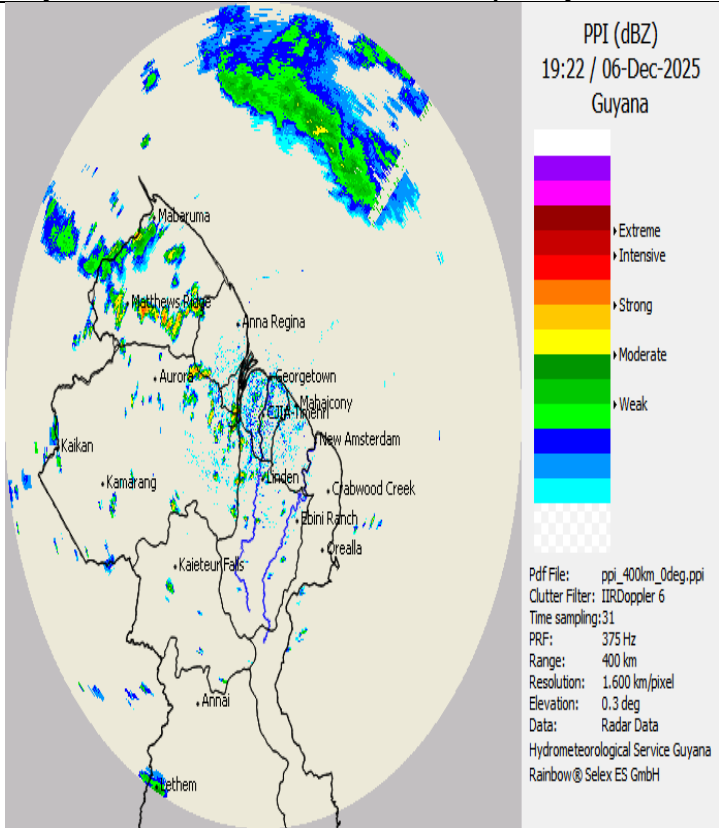 PPI (dBZ)
19:22 / 06-Dec-2025
Guyana
Extreme
Intensive
Strong
Moderate
Weak
Mabaruma
Matthews Ridge
Anna Regina
Aurora
Georgetown
Mahaicony
CJIA-Timehri
New Amsterdam
Kaikan
Kamarang
Linden
Crabwood Creek
Ebini Ranch
Orealla
Kaieteur Falls
Annai
Lethem
Pdf File: ppi_400km_0deg.ppi
Clutter Filter: IIRDoppler 6
Time sampling:31
PRF: 375 Hz
Range: 400 km
Resolution: 1.600 km/pixel
Elevation: 0.3 deg
Data: Radar Data
Hydrometeorological Service Guyana
Rainbow® Selex ES GmbH